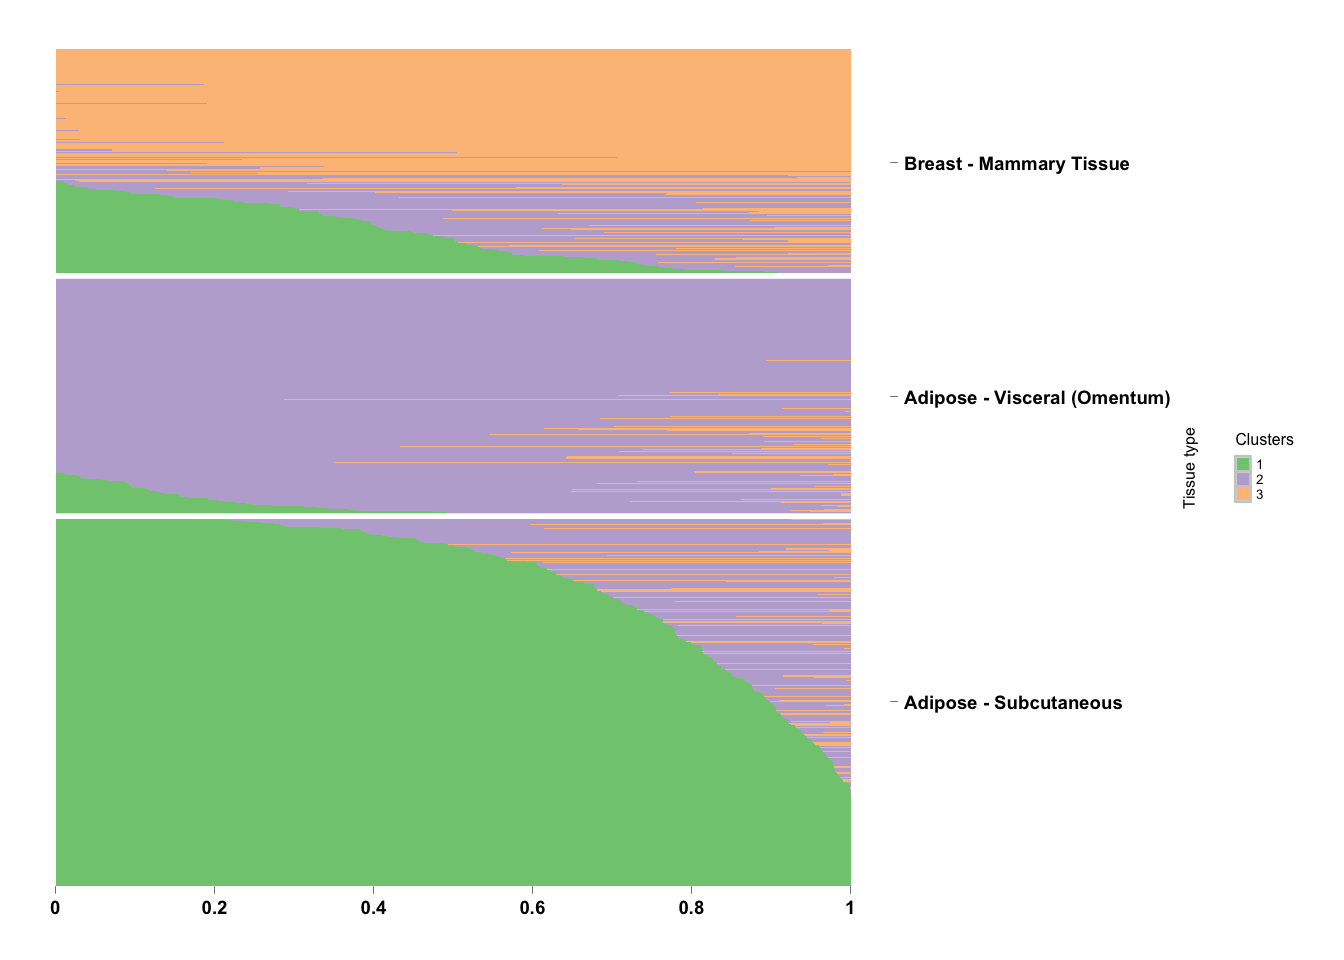 Breast - Mammary Tissue
Adipose - Visceral (Omentum)
Adipose - Subcutaneous
Tissue type
Clusters
1
2
3
0 0.2 0.4 0.6 0.8 1